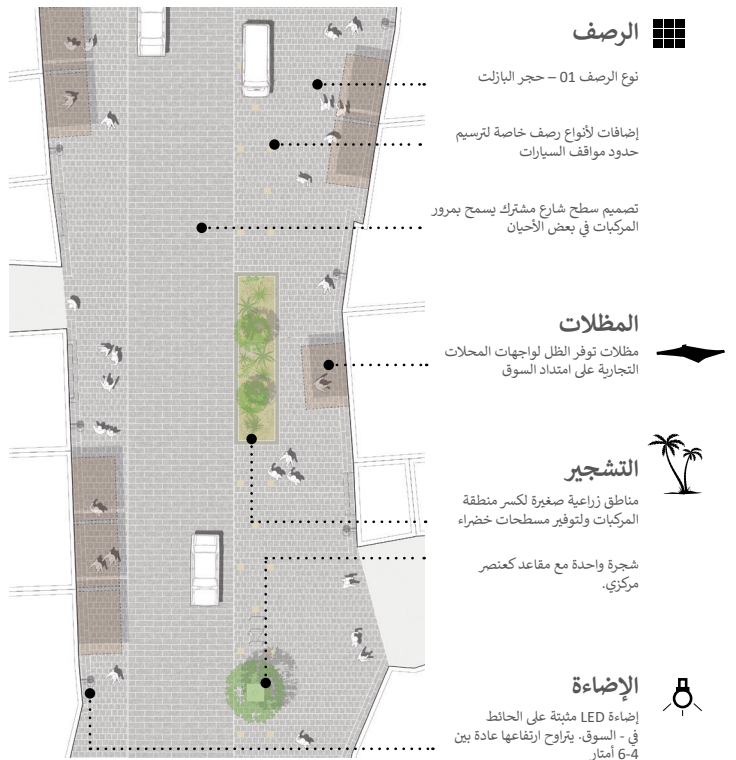 الرصف
نوع الرصف 01 – حجر البازلت
إضافات لأنواع رصف خاصة لترسيم
حدود مواقف السيارات
تصميم سطح شارع مشترك يسمح بمرور
المركبات في بعض الأحيان
المظلات
مظلات توفر الظل لواجهات المحلات
التجارية على امتداد السوق
التشجير
مناطق زراعية صغيرة لكسر منطقة
المركبات ولتوفير مسطحات خضراء
شجرة واحدة مع مقاعد كعنصر
مركزي.
الإضاءة
إضاءة LED مثبتة على الحائط
في - السوق. يتراوح ارتفاعها عادة بين
6-4 أمتار